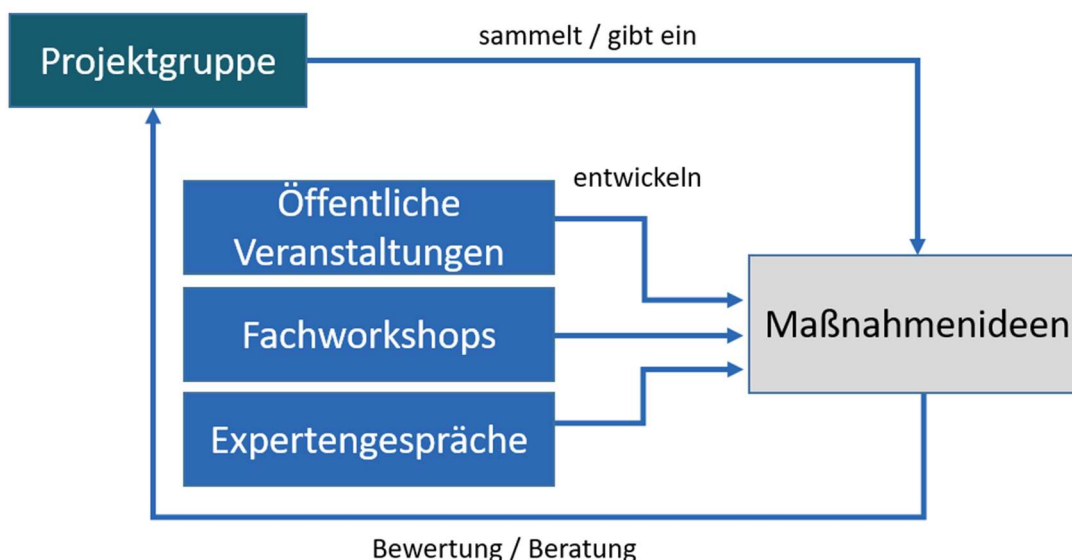 sammelt / gibt ein
Projektgruppe
entwickeln
Öffentliche
Veranstaltungen
Fachworkshops
Maßnahmenideen
Expertengespräche
Bewertung / Beratung